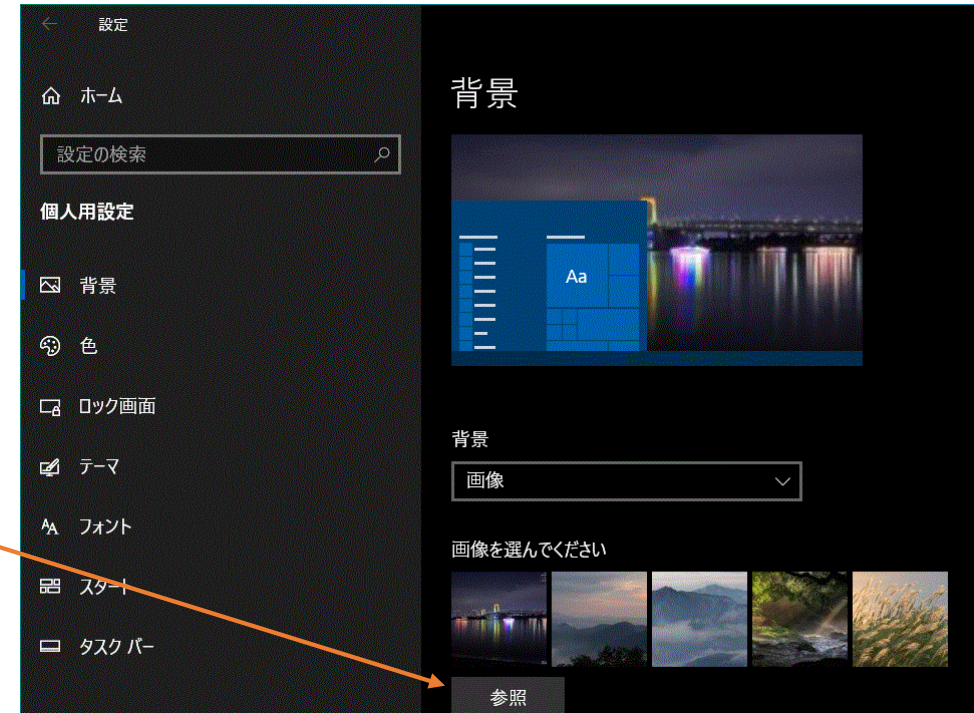 設定
ホーム
設定の検索
個人用設定
背景
色
ロック画面
テーマ
フォント
スタート
タスク バー
背景
Aa
背景
画像
画像を選んでください
参照